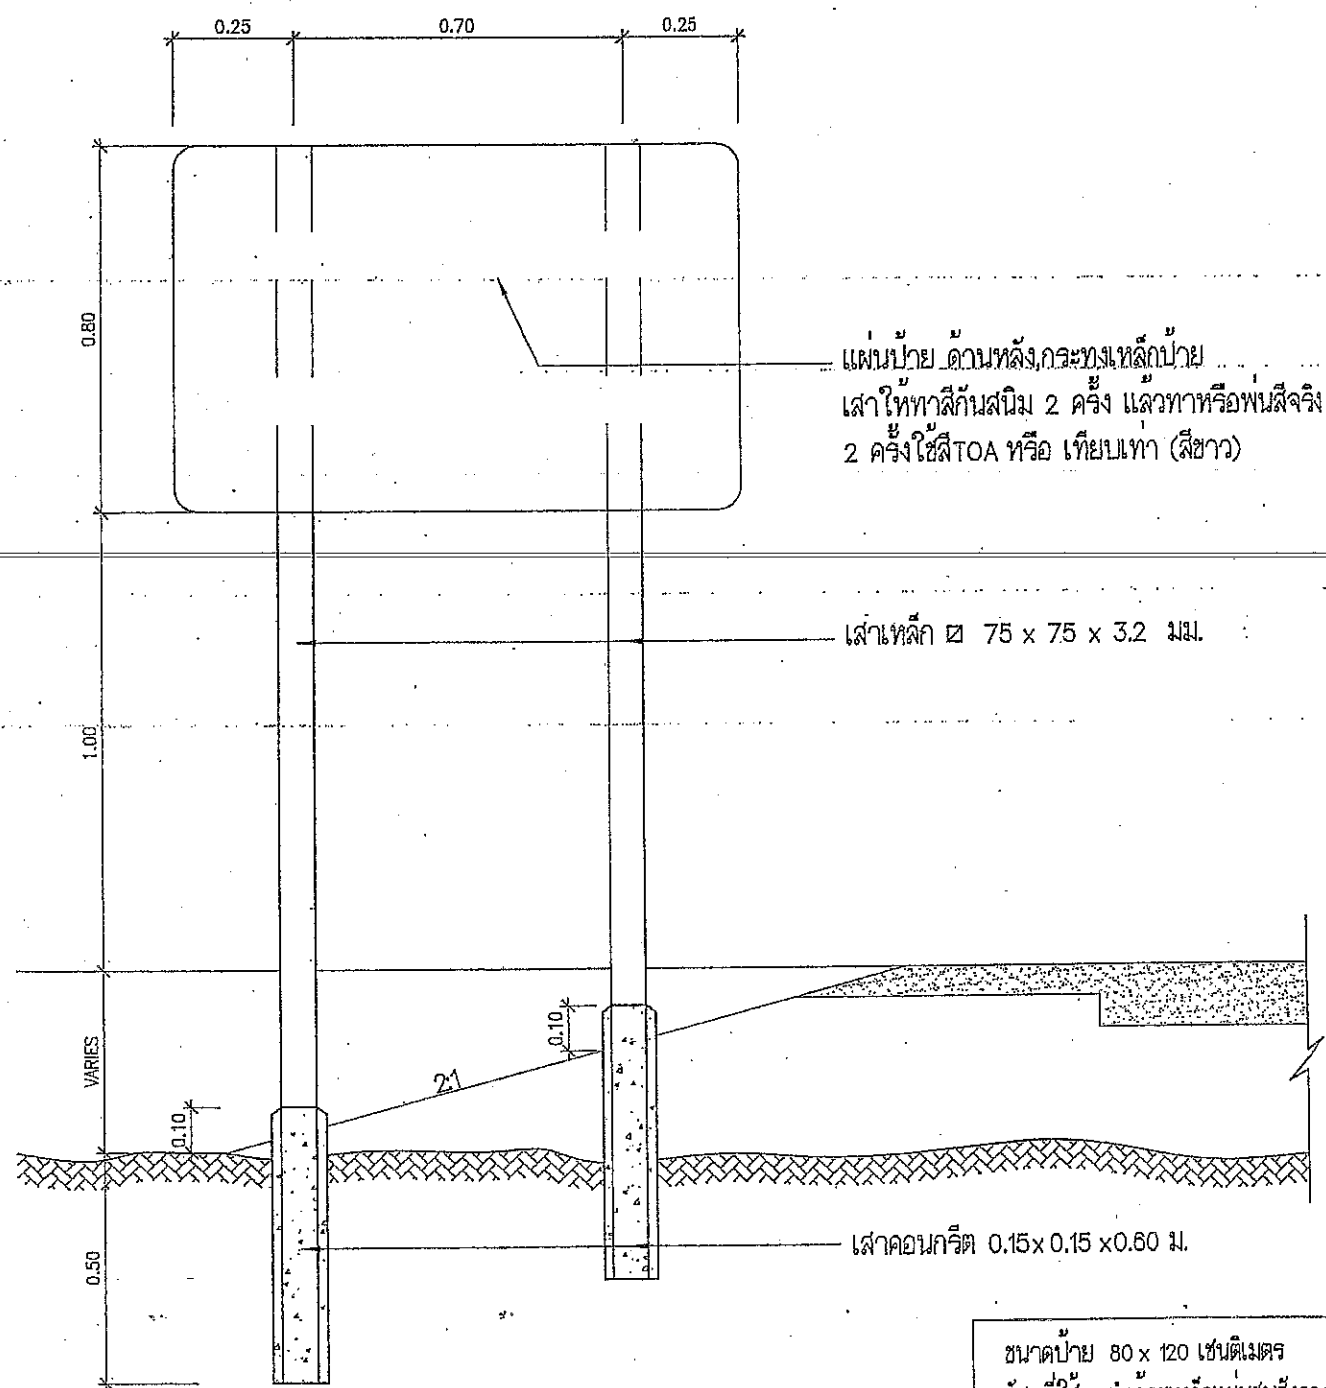 0.25
0.70
0.25
0.80
แผ่นป้าย ด้านหลัง,กระทงเหล็กป้าย
เสาให้ทาสีกันสนิม 2 ครั้ง แล้วทาหรือพ่นสีจริง
2 ครั้งใช้สีTOA หรือ เทียบเท่า (สีขาว)
เสาเหล็ก 75 x 75 x 3.2 มม.
1.00
VARIES
0.10
0.10
2:1
0.50
เสาคอนกรีต 0.15x 0.15 x0.60 ม.
ขนาดป้าย 80 x 120 เซนติเมตร